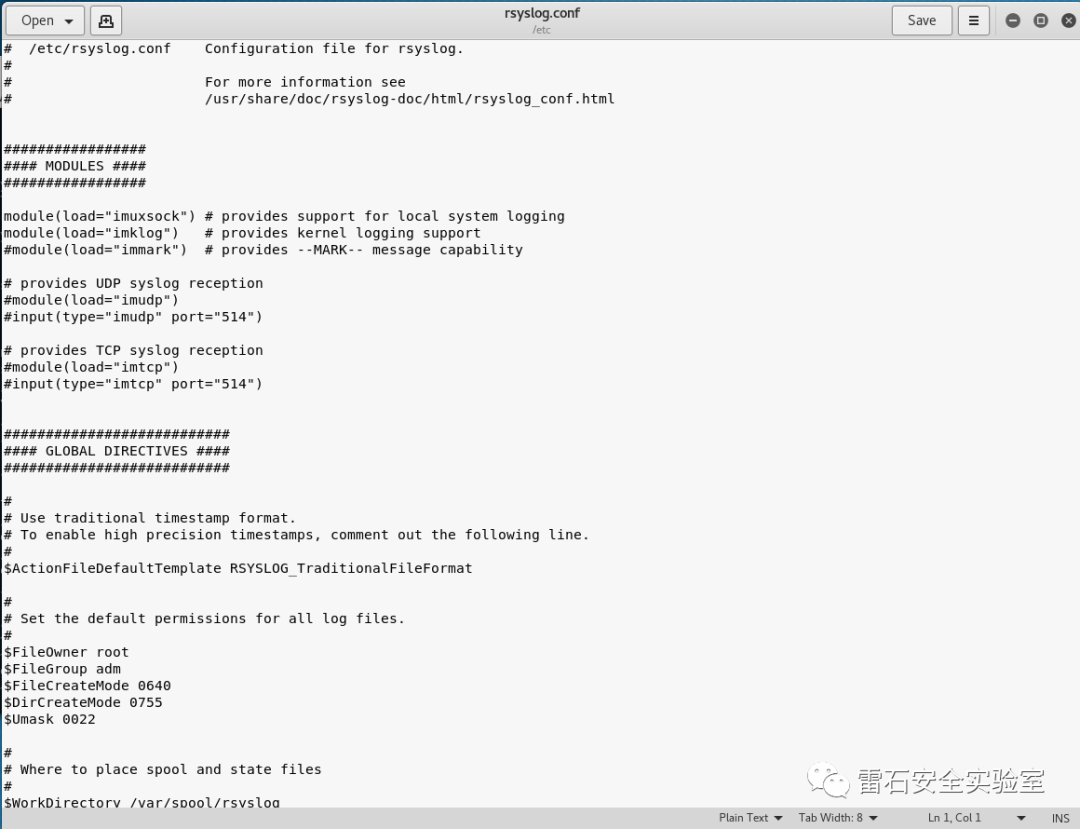 Open
rsyslog.conf
/etc
Save
#  /etc/rsyslog.conf    Configuration file for rsyslog.
#
#                       For more information see
#                       /usr/share/doc/rsyslog-doc/html/rsyslog_conf.html
#################
#### MODULES ####
#################
module(load="imuxsock") # provides support for local system logging
module(load="imklog")   # provides kernel logging support
#module(load="immark")  # provides --MARK-- message capability
# provides UDP syslog reception
#module(load="imudp")
#input(type="imudp" port="514")
# provides TCP syslog reception
#module(load="imtcp")
#input(type="imtcp" port="514")
###########################
#### GLOBAL DIRECTIVES ####
###########################
#
# Use traditional timestamp format.
# To enable high precision timestamps, comment out the following line.
#
$ActionFileDefaultTemplate RSYSLOG_TraditionalFileFormat
#
# Set the default permissions for all log files.
#
$FileOwner root
$FileGroup adm
$FileCreateMode 0640
$DirCreateMode 0755
$Umask 0022
#
# Where to place spool and state files
#
$WorkDirectory /var/spool/rsyslog
雷石安全实验室
Plain Text
Tab Width: 8
Ln 1, Col 1
INS